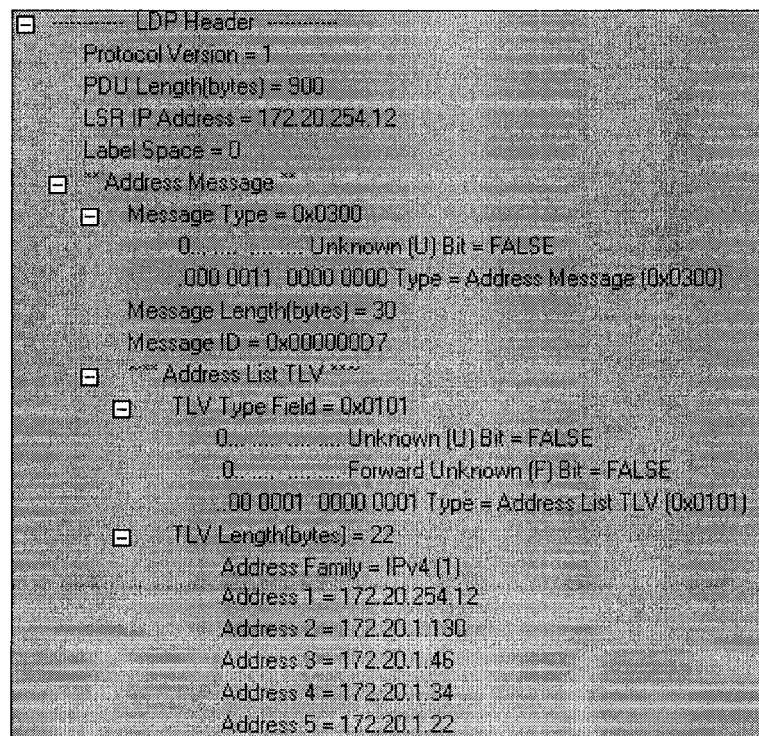 ---------- LDP Header ----------
Protocol Version = 1
PDU Length(bytes) = 900
LSR IP Address = 172.20.254.12
Label Space = 0
** Address Message **
Message Type = 0x0300
0... .... .... .... Unknown (U) Bit = FALSE
.000 0011 0000 0000 Type = Address Message (0x0300)
Message Length(bytes) = 30
Message ID = 0x000000D7
~*** Address List TLV ***~
TLV Type Field = 0x0101
0... .... .... .... Unknown (U) Bit = FALSE
.0.. .... .... .... Forward Unknown (F) Bit = FALSE
..00 0001 0000 0001 Type = Address List TLV (0x0101)
TLV Length(bytes) = 22
Address Family = IPv4 (1)
Address 1 = 172.20.254.12
Address 2 = 172.20.1.130
Address 3 = 172.20.1.46
Address 4 = 172.20.1.34
Address 5 = 172.20.1.22